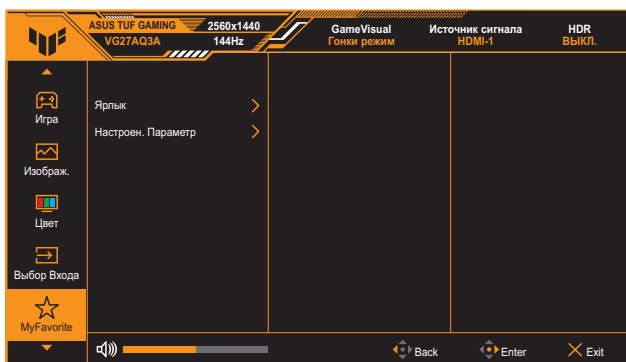 ASUS TUF GAMING 2560x1440
VG27AQ3A 144Hz
GameVisual Источник сигнала HDR
Гонки режим HDMI-1 ВЫКЛ.
Игра
Изображ.
Цвет
Выбор Входа
MyFavorite
Ярлык
Настроен. Параметр
Back Enter Exit